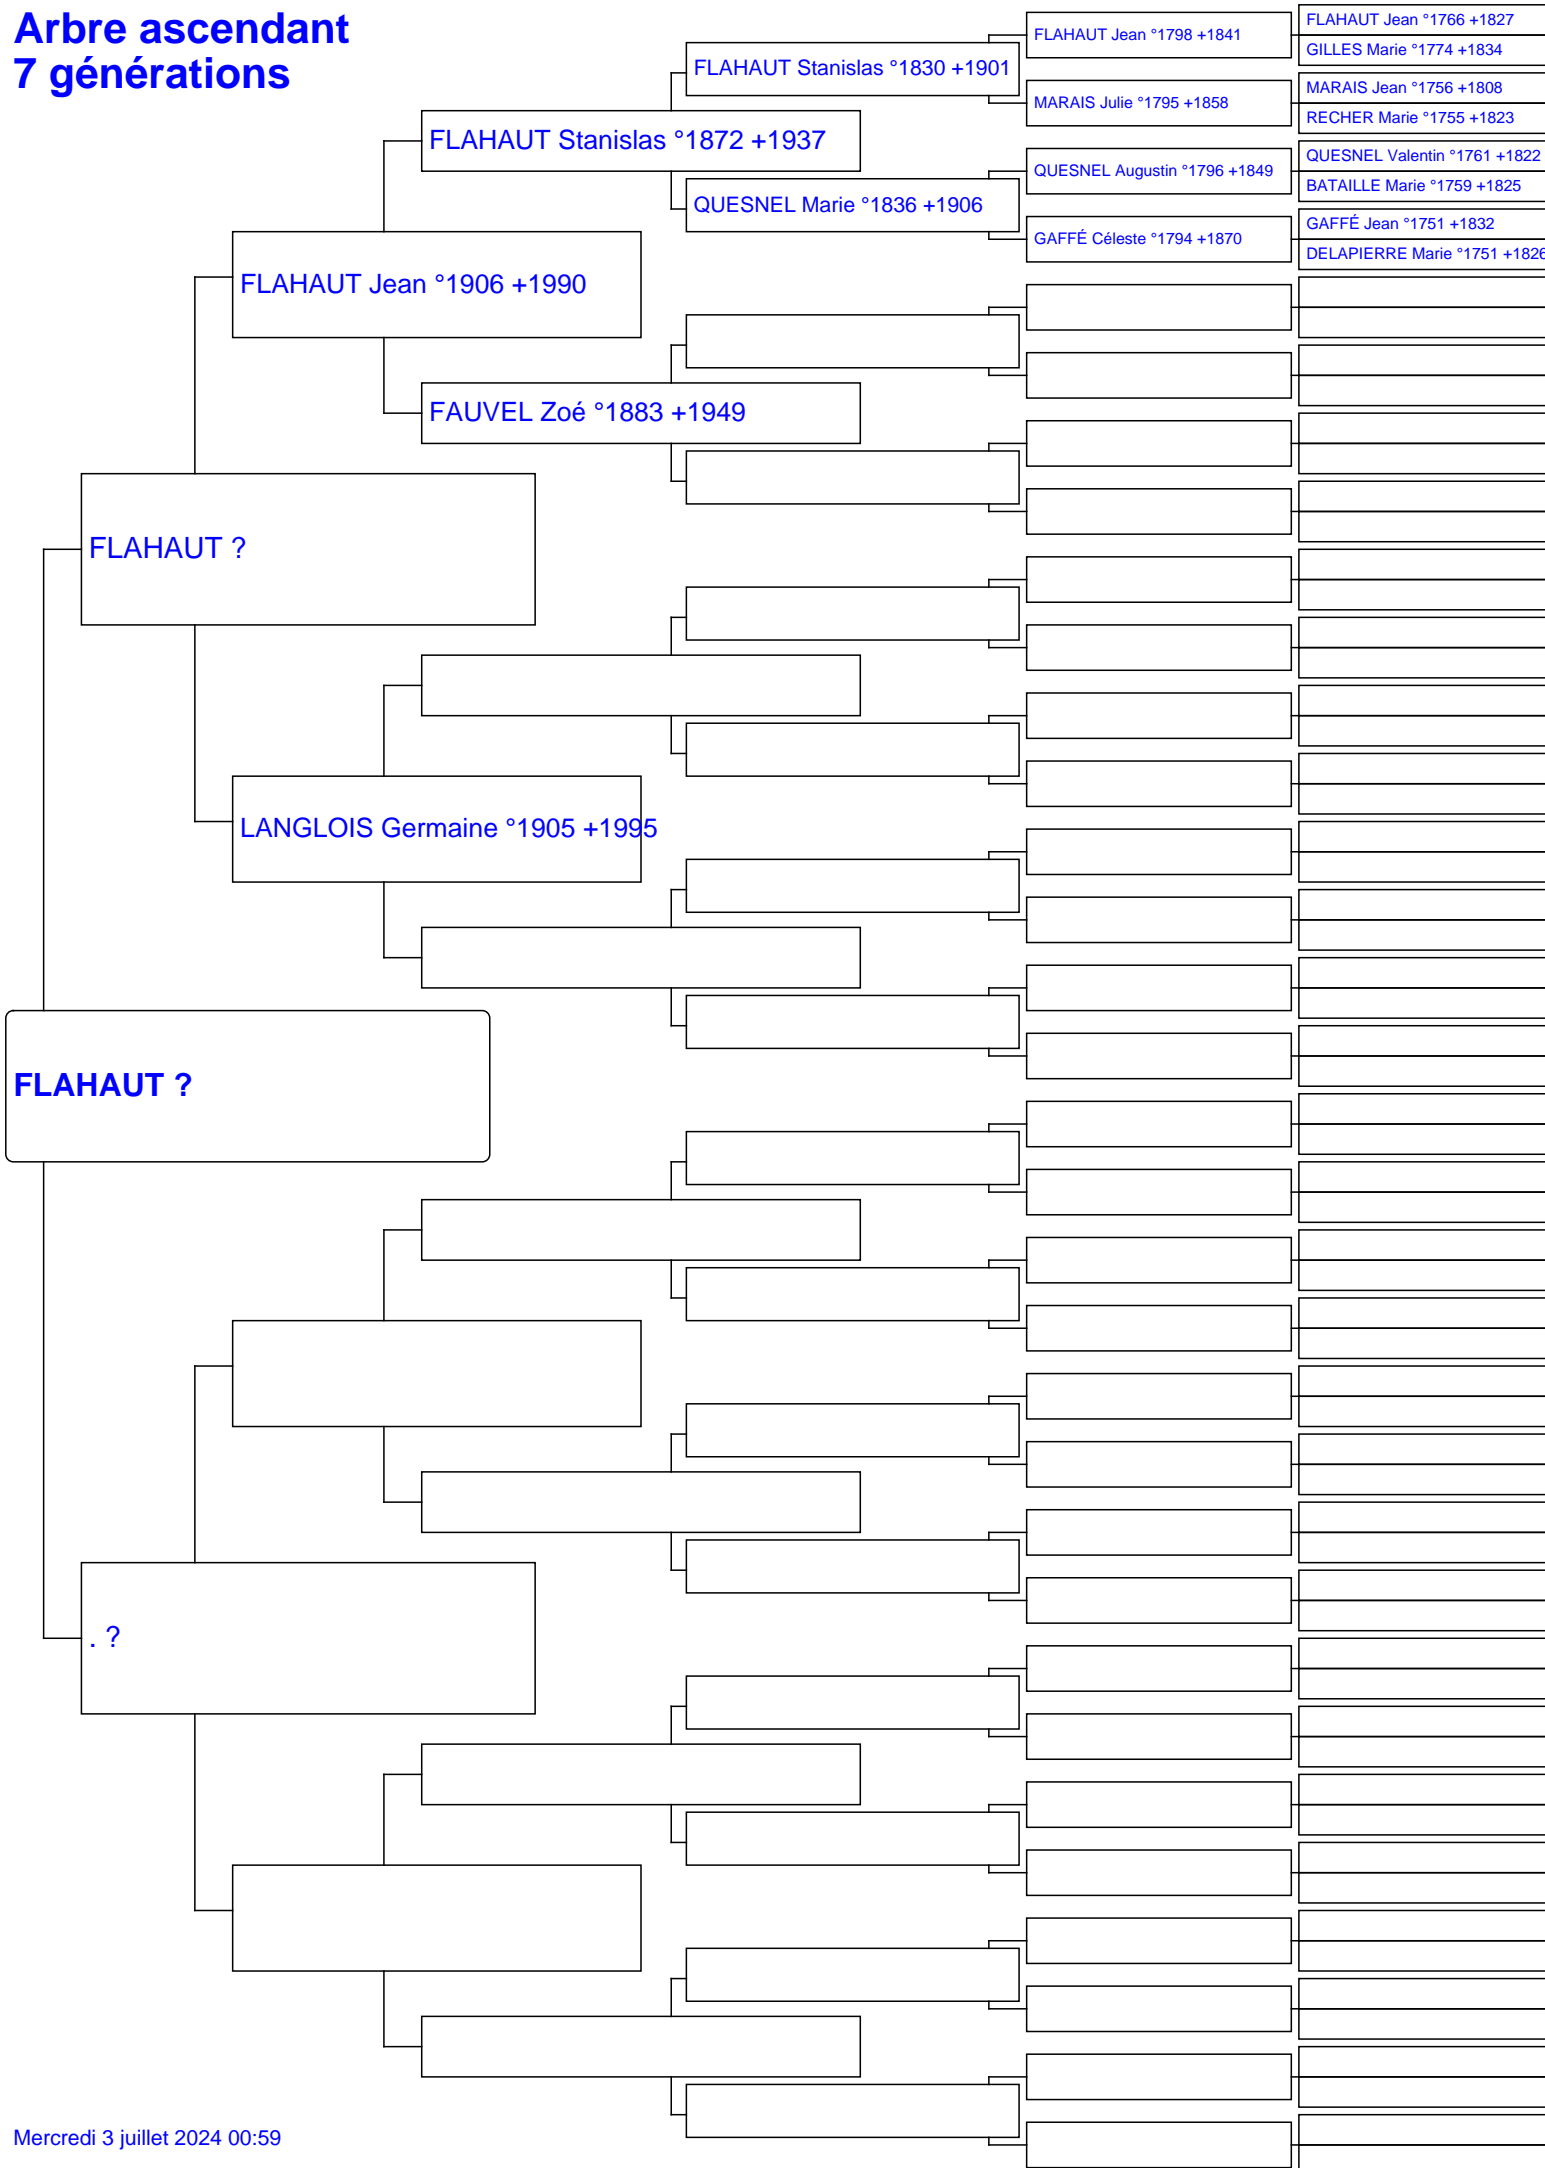 Arbre ascendant
7 générations
FLAHAUT Jean °1766 +1827
FLAHAUT Jean °1798 +1841
GILLES Marie °1774 +1834
FLAHAUT Stanislas °1830 +1901
MARAIS Jean °1756 +1808
MARAIS Julie °1795 +1858
RECHER Marie °1755 +1823
FLAHAUT Stanislas °1872 +1937
QUESNEL Valentin °1761 +1822
QUESNEL Augustin °1796 +1849
BATAILLE Marie °1759 +1825
QUESNEL Marie °1836 +1906
GAFFÉ Jean °1751 +1832
GAFFÉ Céleste °1794 +1870
DELAPIERRE Marie °1751 +1826
FLAHAUT Jean °1906 +1990
FAUVEL Zoé °1883 +1949
FLAHAUT ?
LANGLOIS Germaine °1905 +1995
FLAHAUT ?
. ?
Mercredi 3 juillet 2024 00:59